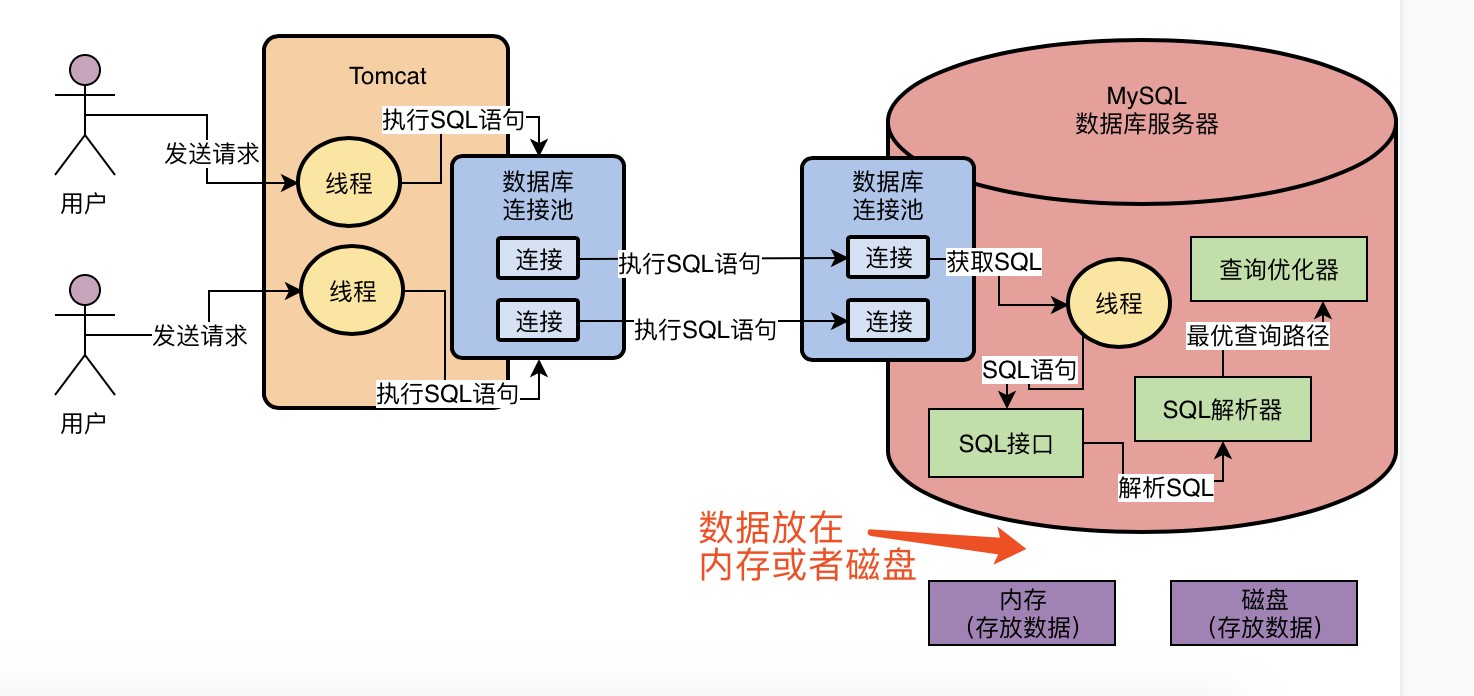 Tomcat
执行SQL语句
发送请求
线程
用户
数据库
连接池
连接
连接
线程
发送请求
执行SQL语句
用户
执行SQL语句
执行SQL语句
MySQL
数据库服务器
数据库
连接池
连接
连接
获取SQL
线程
查询优化器
最优查询路径
SQL语句
SQL解析器
SQL接口
解析SQL
数据放在
内存或者磁盘
内存
（存放数据）
磁盘
（存放数据）